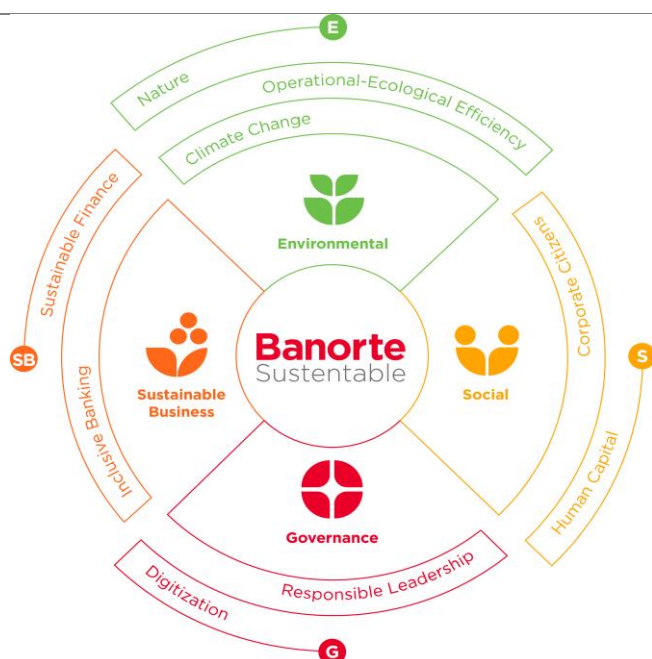 E
Nature
Operational-Ecological Efficiency
Climate Change
Environmental
Sustainable Finance
Inclusive Banking
SB
Sustainable
Business
Banorte
Sustentable
Social
Corporate Citizens
Human Capital
S
Governance
Responsible Leadership
Digitization
G